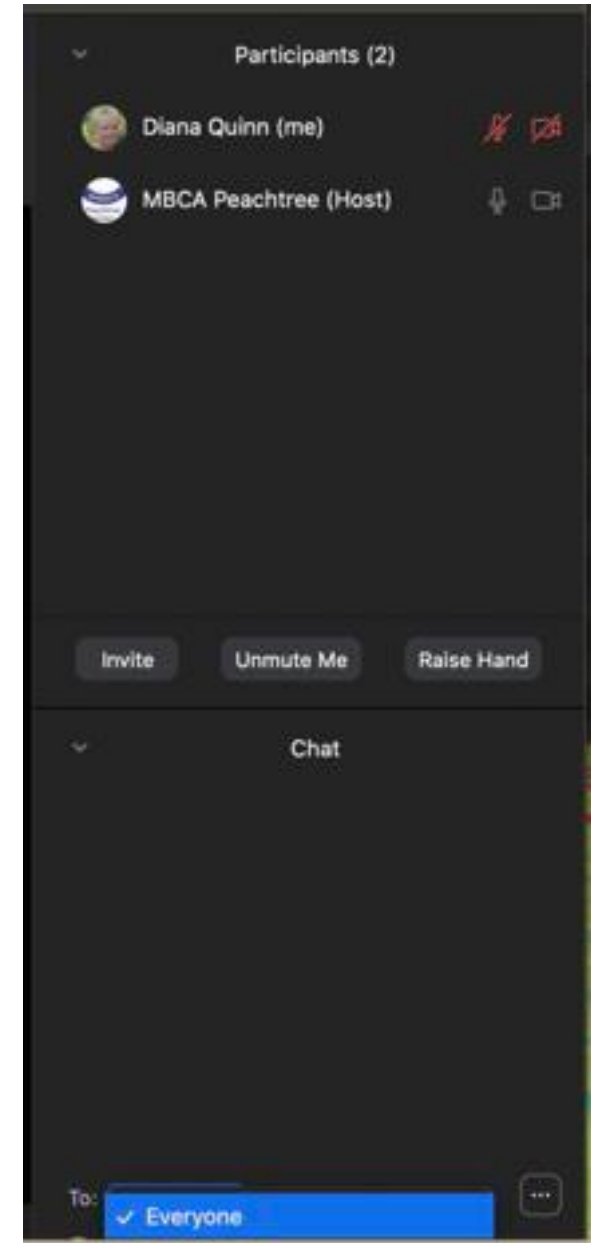 Participants (2)
Diana Quinn (me)
MBCA Peachtree (Host)
Invite Unmute Me Raise Hand
Chat
To:
✓ Everyone